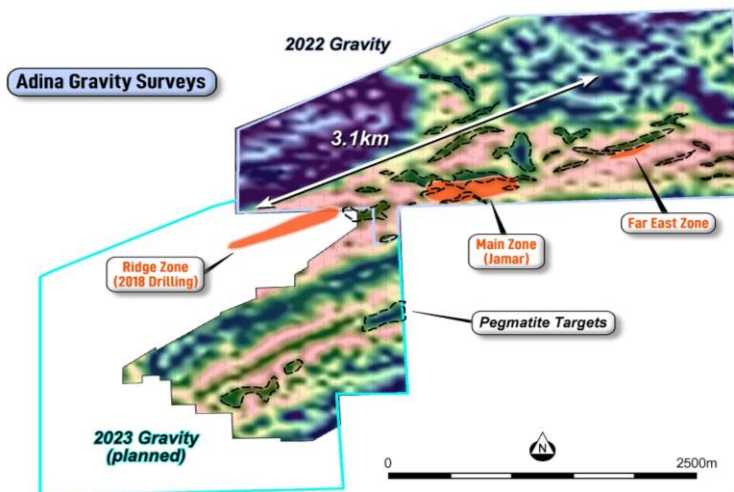 2022 Gravity
Adina Gravity Surveys
3.1km
Far East Zone
Main Zone
(Jamar)
Ridge Zone
(2018 Drilling)
Pegmatite Targets
2023 Gravity
(planned)
N
0
2500m